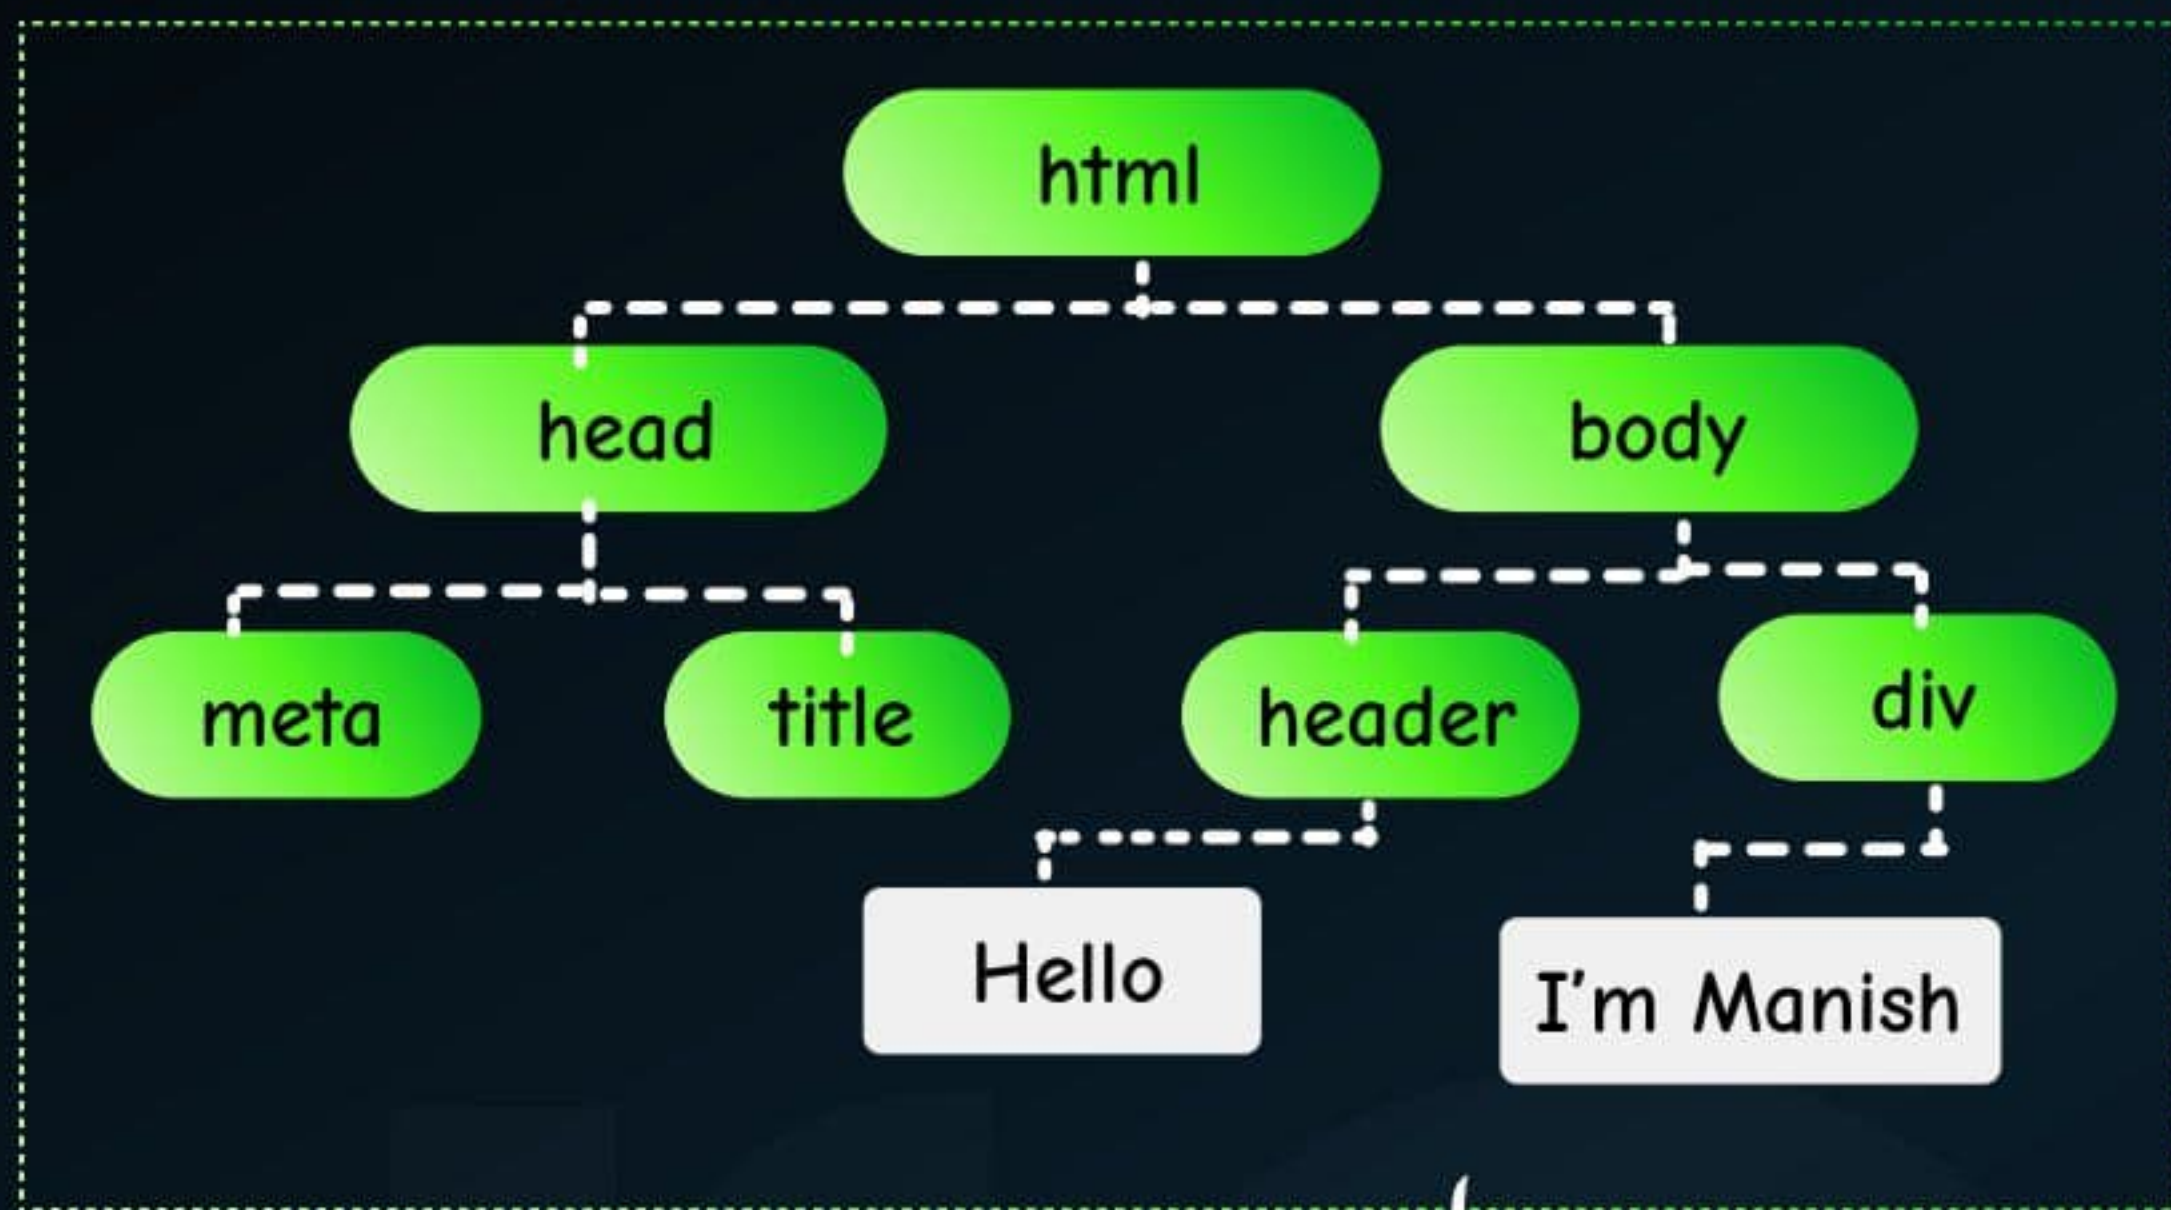 html
head
body
meta
title
header
div
Hello
I'm Manish